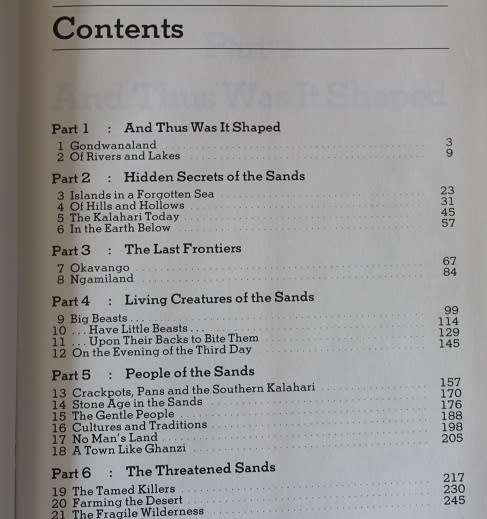 Contents
Part 1
And Thus Was It Shaped
Part 1 : And Thus Was It Shaped
1 Gondwanaland 3
2 Of Rivers and Lakes 9
Part 2 : Hidden Secrets of the Sands
3 Islands in a Forgotten Sea 23
4 Of Hills and Hollows 31
5 The Kalahari Today 45
6 In the Earth Below 57
Part 3 : The Last Frontiers
7 Okavango 67
8 Ngamiland 84
Part 4 : Living Creatures of the Sands
9 Big Beasts... 99
10 ...Have Little Beasts... 114
11 ...Upon Their Backs to Bite Them 129
12 On the Evening of the Third Day 145
Part 5 : People of the Sands
13 Crackpots, Pans and the Southern Kalahari 157
14 Stone Age in the Sands 170
15 The Gentle People 176
16 Cultures and Traditions 188
17 No Man's Land 198
18 A Town Like Ghanzi 205
Part 6 : The Threatened Sands
19 The Tamed Killers 217
20 Farming the Desert 230
21 The Fragile Wilderness 245